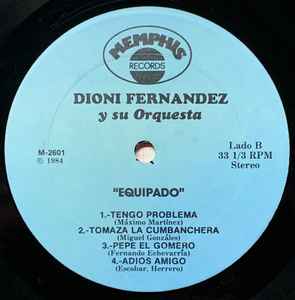 MEMPHIS
RECORDS
DIONI FERNANDEZ
y su Orquesta
M-2601
℗ 1984
Lado B
33 1/3 RPM
Stereo
"EQUIPADO"
1.-TENGO PROBLEMA
(Máximo Martínez)
2.-TOMAZA LA CUMBANCHERA
(Miguel Gonzáles)
3.-PEPE EL GOMERO
(Fernando Echevarría)
4.-ADIOS AMIGO
(Escobar, Herrero)